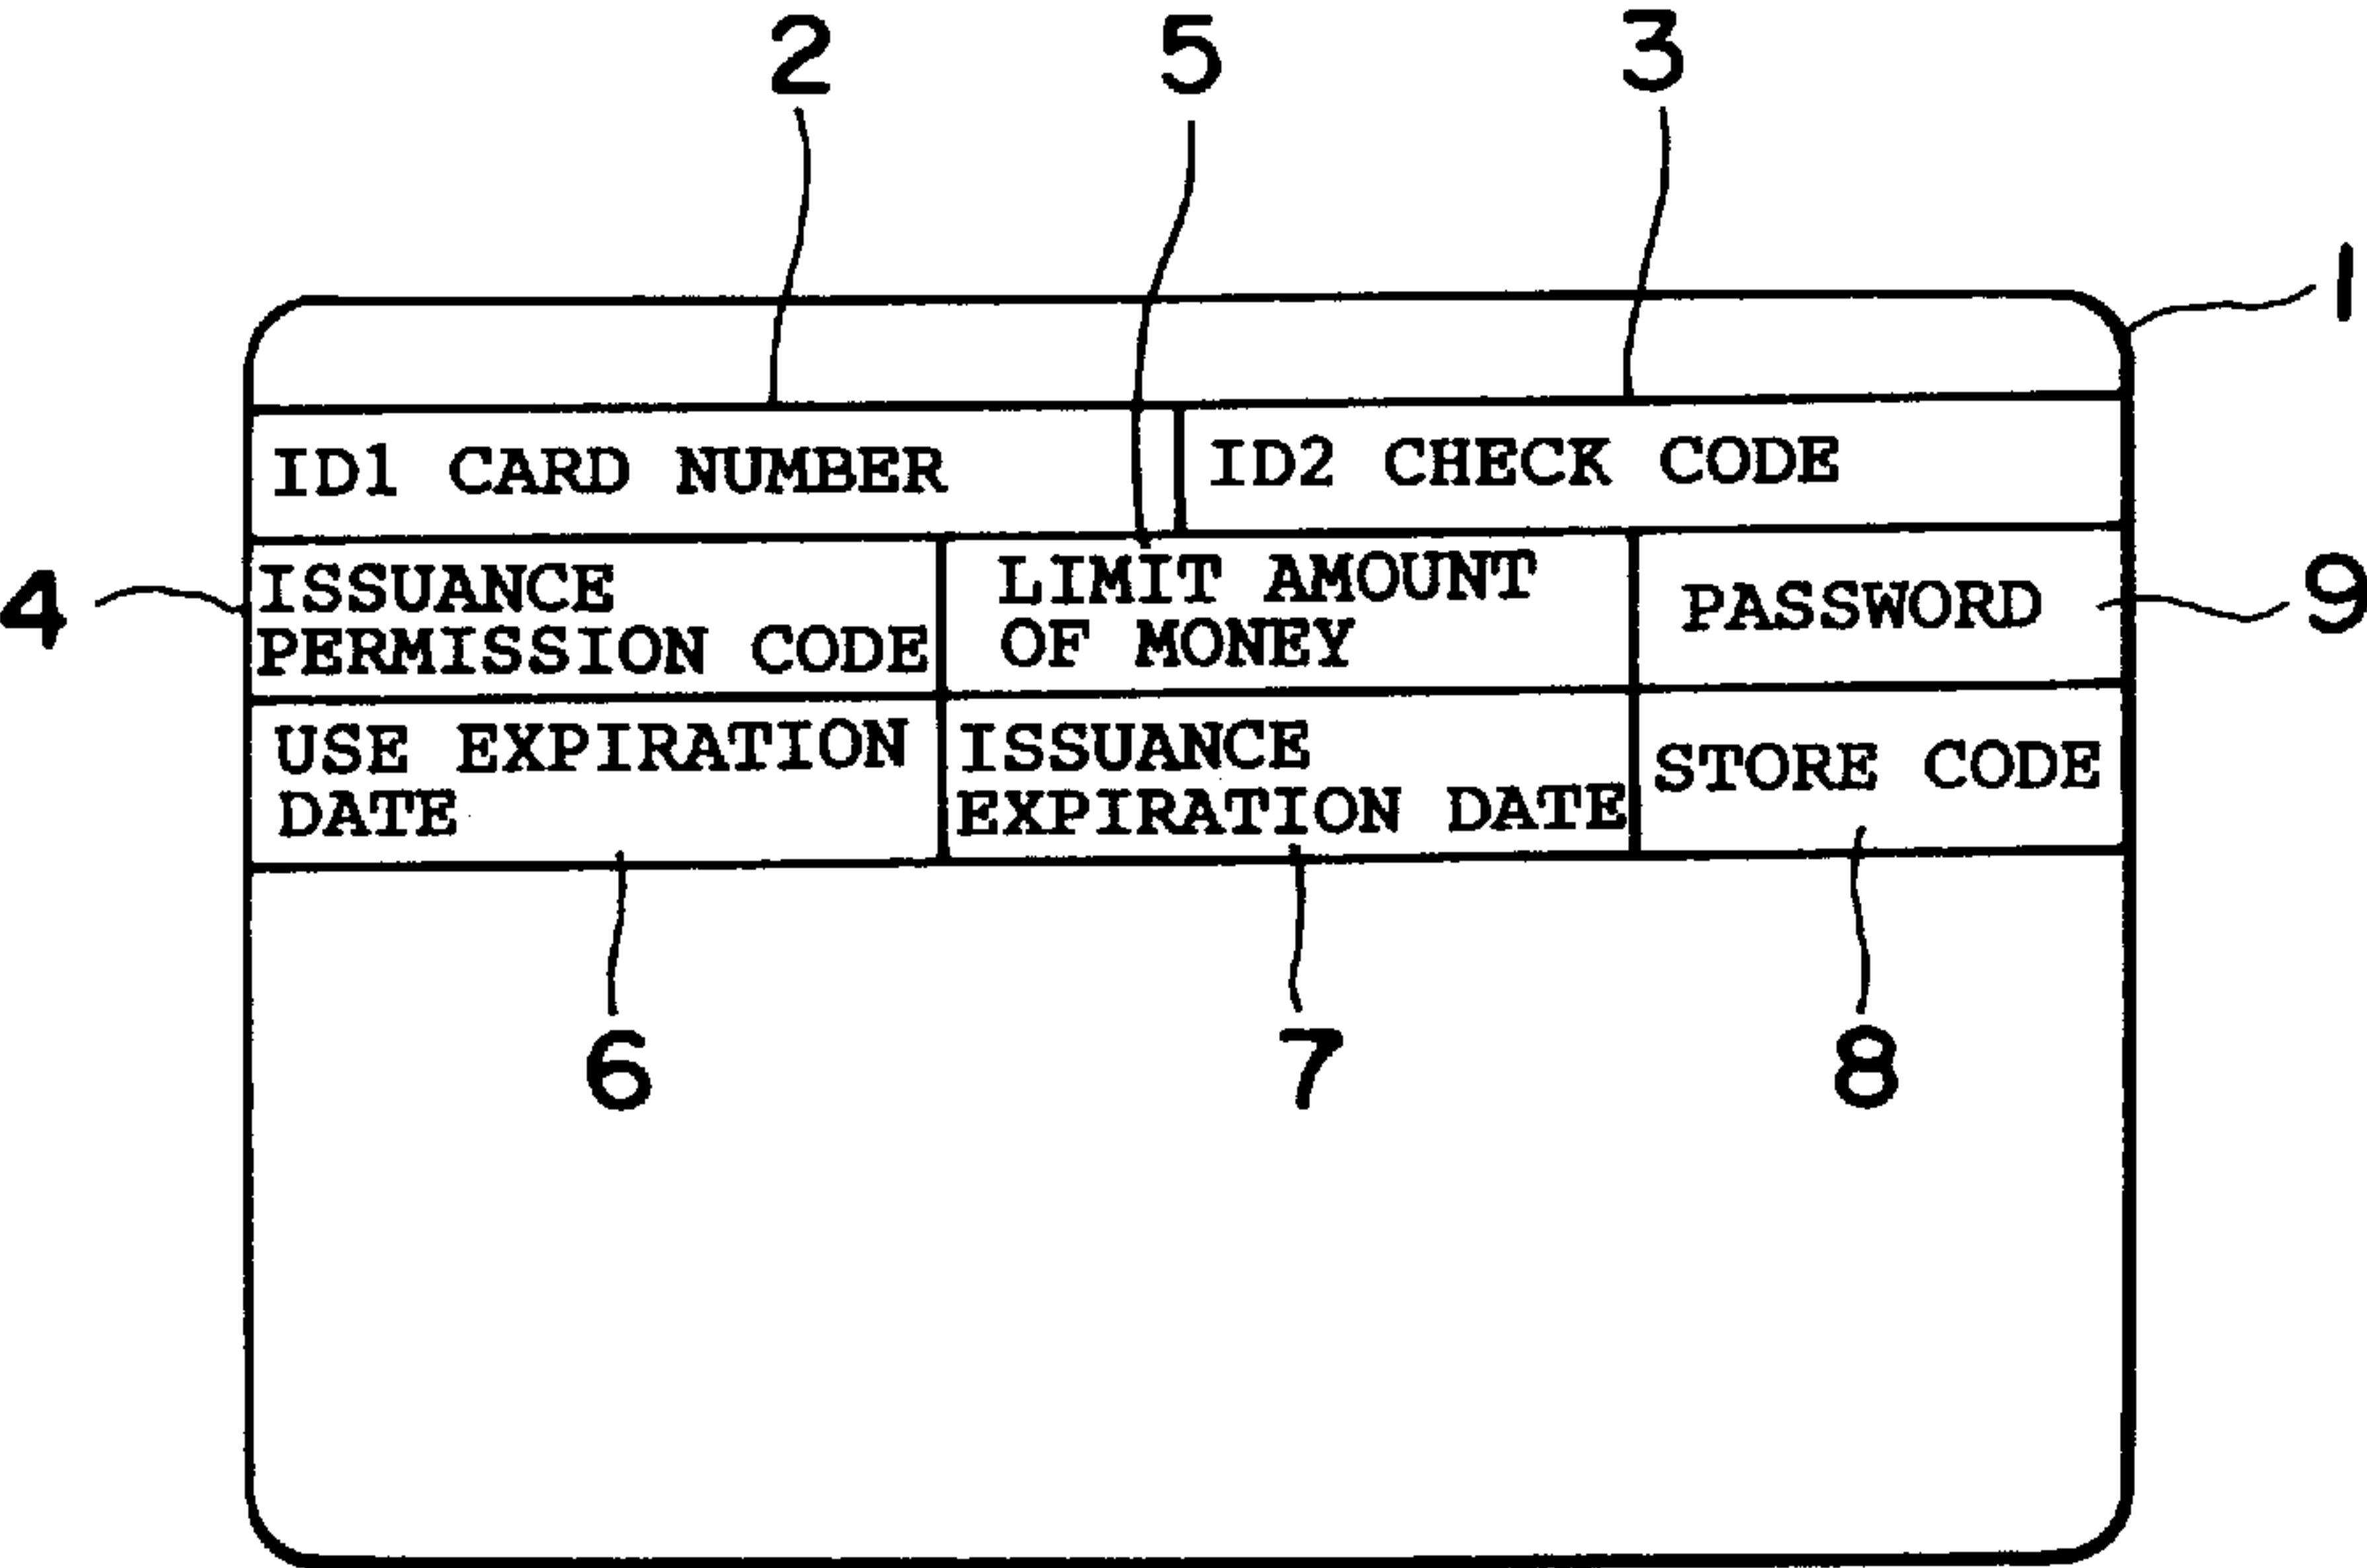 2 5 3
1
ID1 CARD NUMBER ID2 CHECK CODE
4 ISSUANCE PERMISSION CODE
LIMIT AMOUNT
OF MONEY
PASSWORD 9
USE EXPIRATION
DATE
ISSUANCE
EXPIRATION DATE
STORE CODE
6 7 8